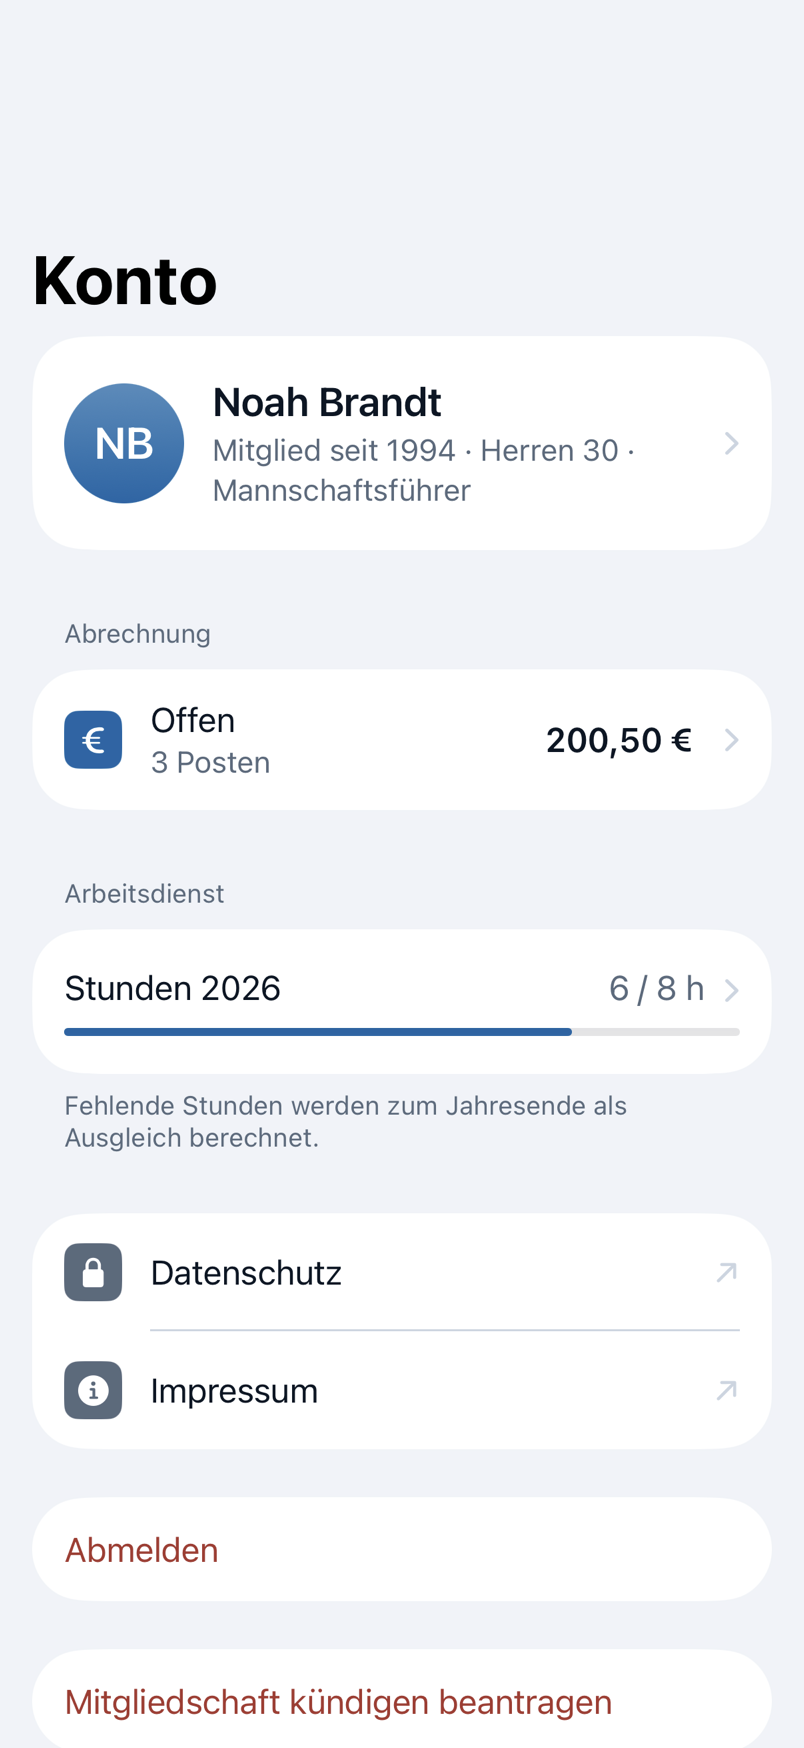 Konto
NB
Noah Brandt
Mitglied seit 1994 · Herren 30 ·
Mannschaftsführer
Abrechnung
€
Offen
3 Posten
200,50 €
Arbeitsdienst
Stunden 2026
6 / 8 h
Fehlende Stunden werden zum Jahresende als
Ausgleich berechnet.
Datenschutz
Impressum
Abmelden
Mitgliedschaft kündigen beantragen